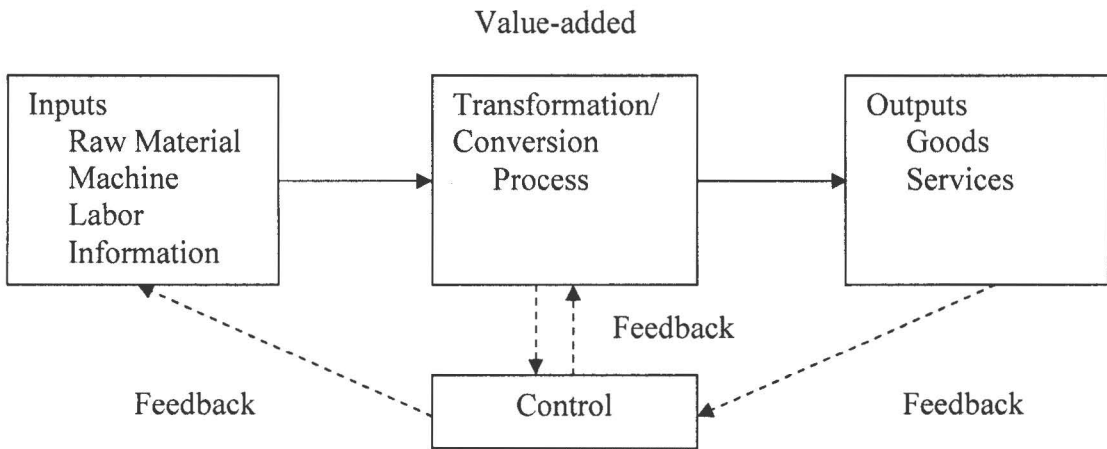 Value-added
Inputs
Raw Material
Machine
Labor
Information
Transformation/
Conversion
Process
Outputs
Goods
Services
Feedback
Feedback
Control
Feedback